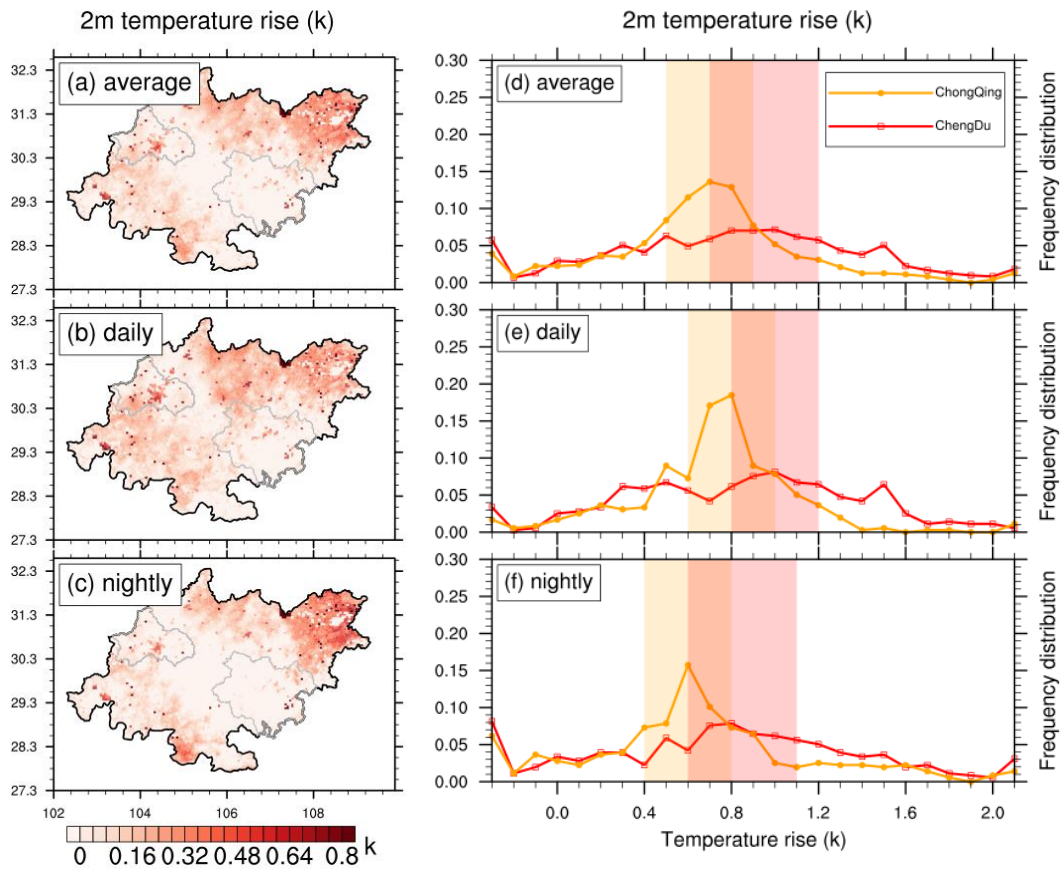 2m temperature rise (k)
2m temperature rise (k)
(a) average
32.3
31.3
30.3
29.3
28.3
27.3
(b) daily
32.3
31.3
30.3
29.3
28.3
27.3
(c) nightly
32.3
31.3
30.3
29.3
28.3
27.3
102 104 106 108
0 0.16 0.32 0.48 0.64 0.8 k
(d) average
ChongQing
ChengDu
0.30
0.25
0.20
0.15
0.10
0.05
0.00
Frequency distribution
(e) daily
0.30
0.25
0.20
0.15
0.10
0.05
0.00
Frequency distribution
(f) nightly
0.30
0.25
0.20
0.15
0.10
0.05
0.00
Frequency distribution
0.0 0.4 0.8 1.2 1.6 2.0
Temperature rise (k)